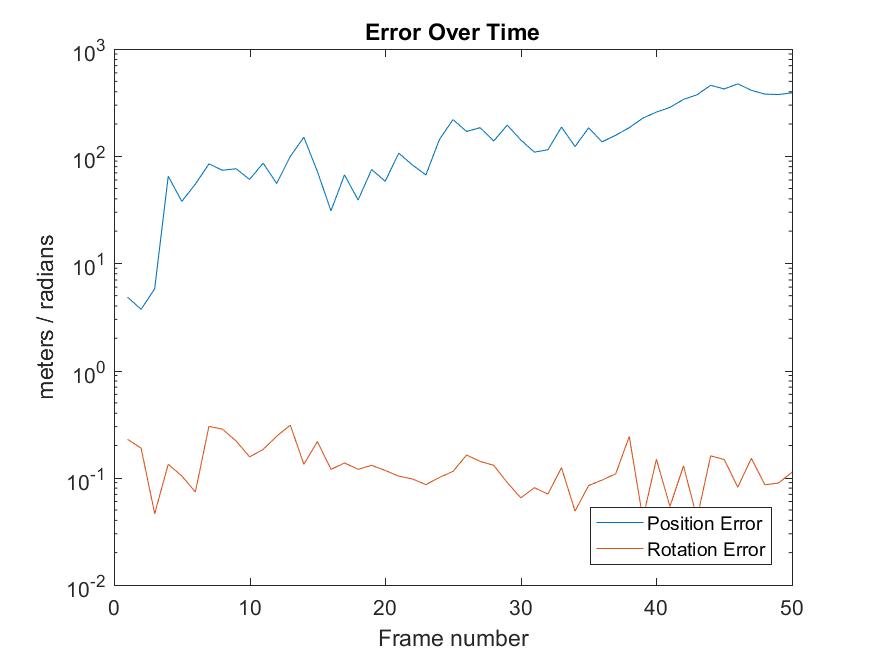 Error Over Time
10^3
10^2
10^1
10^0
10^-1
10^-2
meters / radians
0 10 20 30 40 50
Frame number
Position Error
Rotation Error